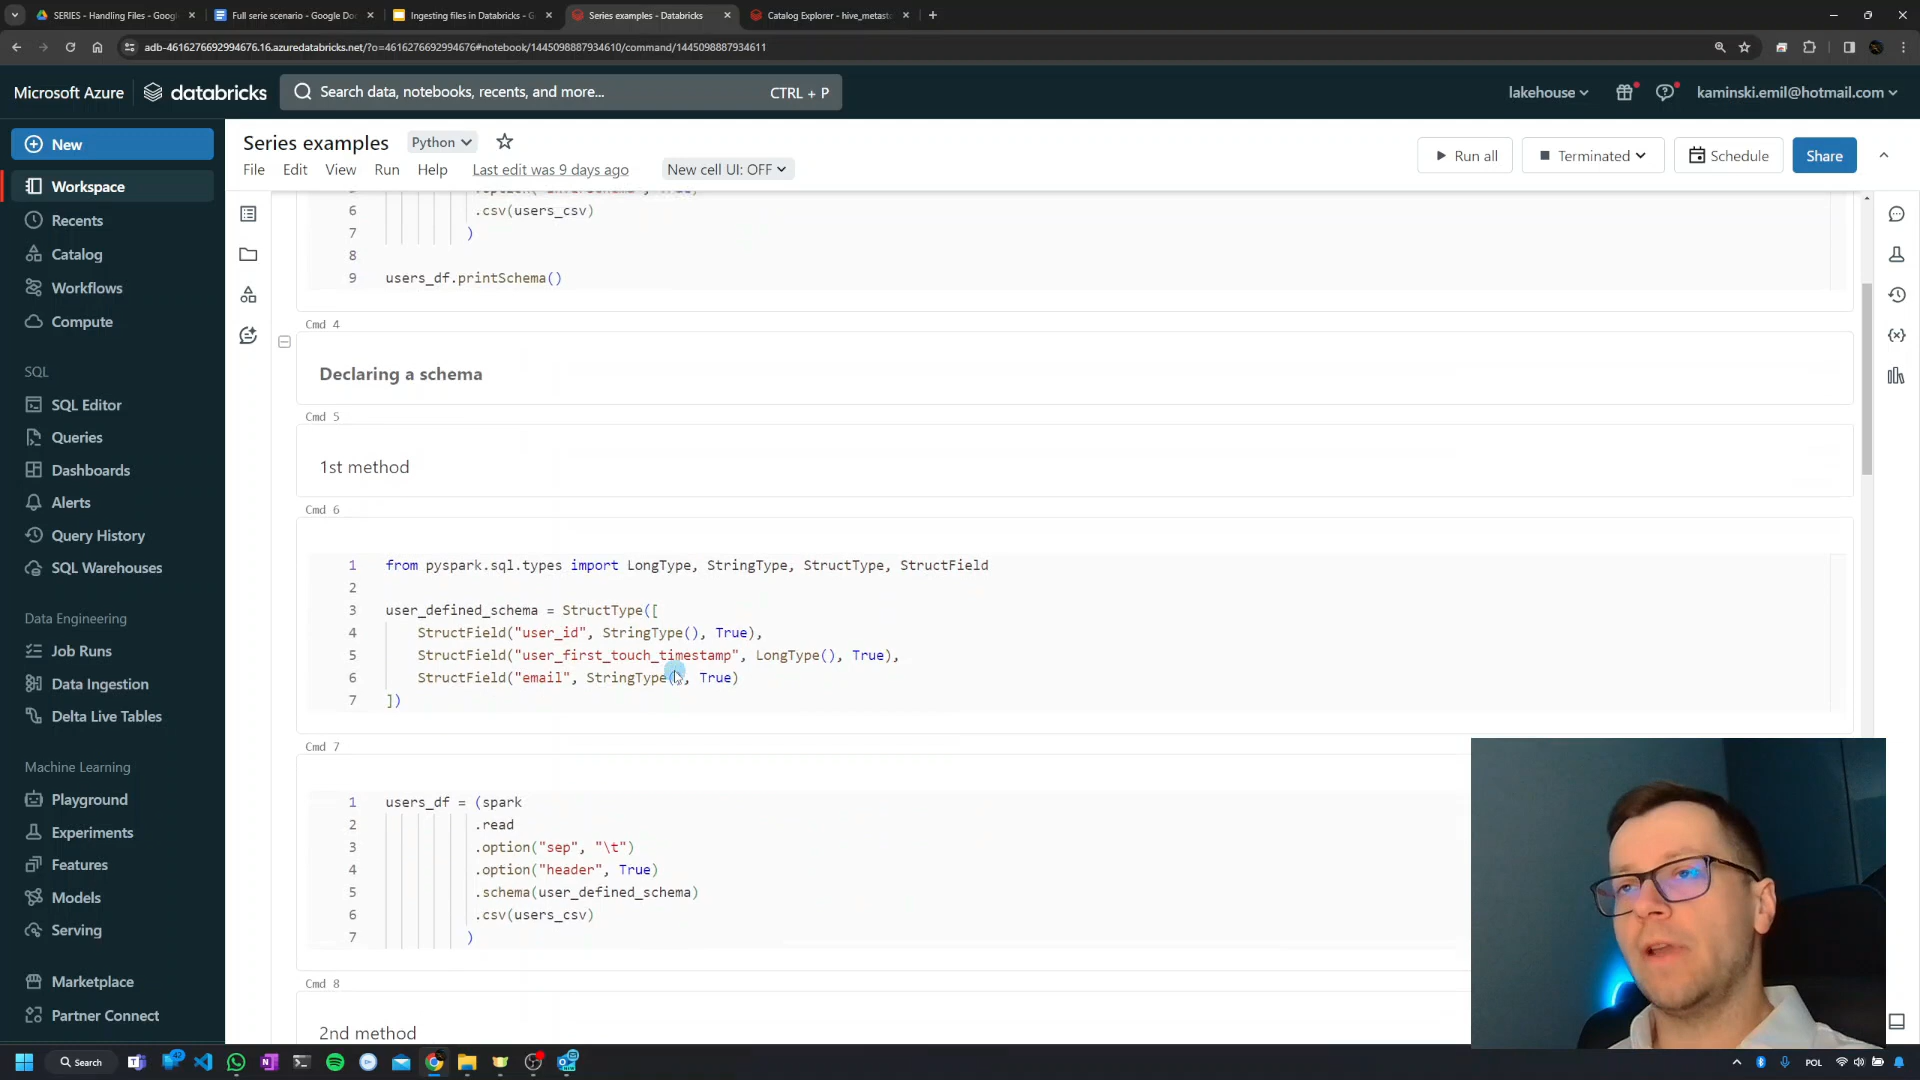 SERIES - Handling Files - Googl
Full serie scenario - Google Doc
Ingesting files in Databricks - G
Series examples - Databricks
Catalog Explorer - hive_metast
adb-4616276692994676.16.azuredatabricks.net/?o=4616276692994676#notebook/1445098887934610/command/1445098887934611
Microsoft Azure
databricks
Search data, notebooks, recents, and more...
CTRL + P
lakehouse
kaminski.emil@hotmail.com
New
Workspace
Recents
Catalog
Workflows
Compute
SQL
SQL Editor
Queries
Dashboards
Alerts
Query History
SQL Warehouses
Data Engineering
Job Runs
Data Ingestion
Delta Live Tables
Machine Learning
Playground
Experiments
Features
Models
Serving
Marketplace
Partner Connect
Series examples
Python
File
Edit
View
Run
Help
Last edit was 9 days ago
New cell UI: OFF
Run all
Terminated
Schedule
Share
6 .csv(users_csv)
7 )
8
9 users_df.printSchema()
Cmd 4
Declaring a schema
Cmd 5
1st method
Cmd 6
1 from pyspark.sql.types import LongType, StringType, StructType, StructField
2
3 user_defined_schema = StructType([
4 StructField("user_id", StringType(), True),
5 StructField("user_first_touch_timestamp", LongType(), True),
6 StructField("email", StringType(), True)
7 ])
Cmd 7
1 users_df = (spark
2 .read
3 .option("sep", "\t")
4 .option("header", True)
5 .schema(user_defined_schema)
6 .csv(users_csv)
7 )
Cmd 8
2nd method
Search
POL